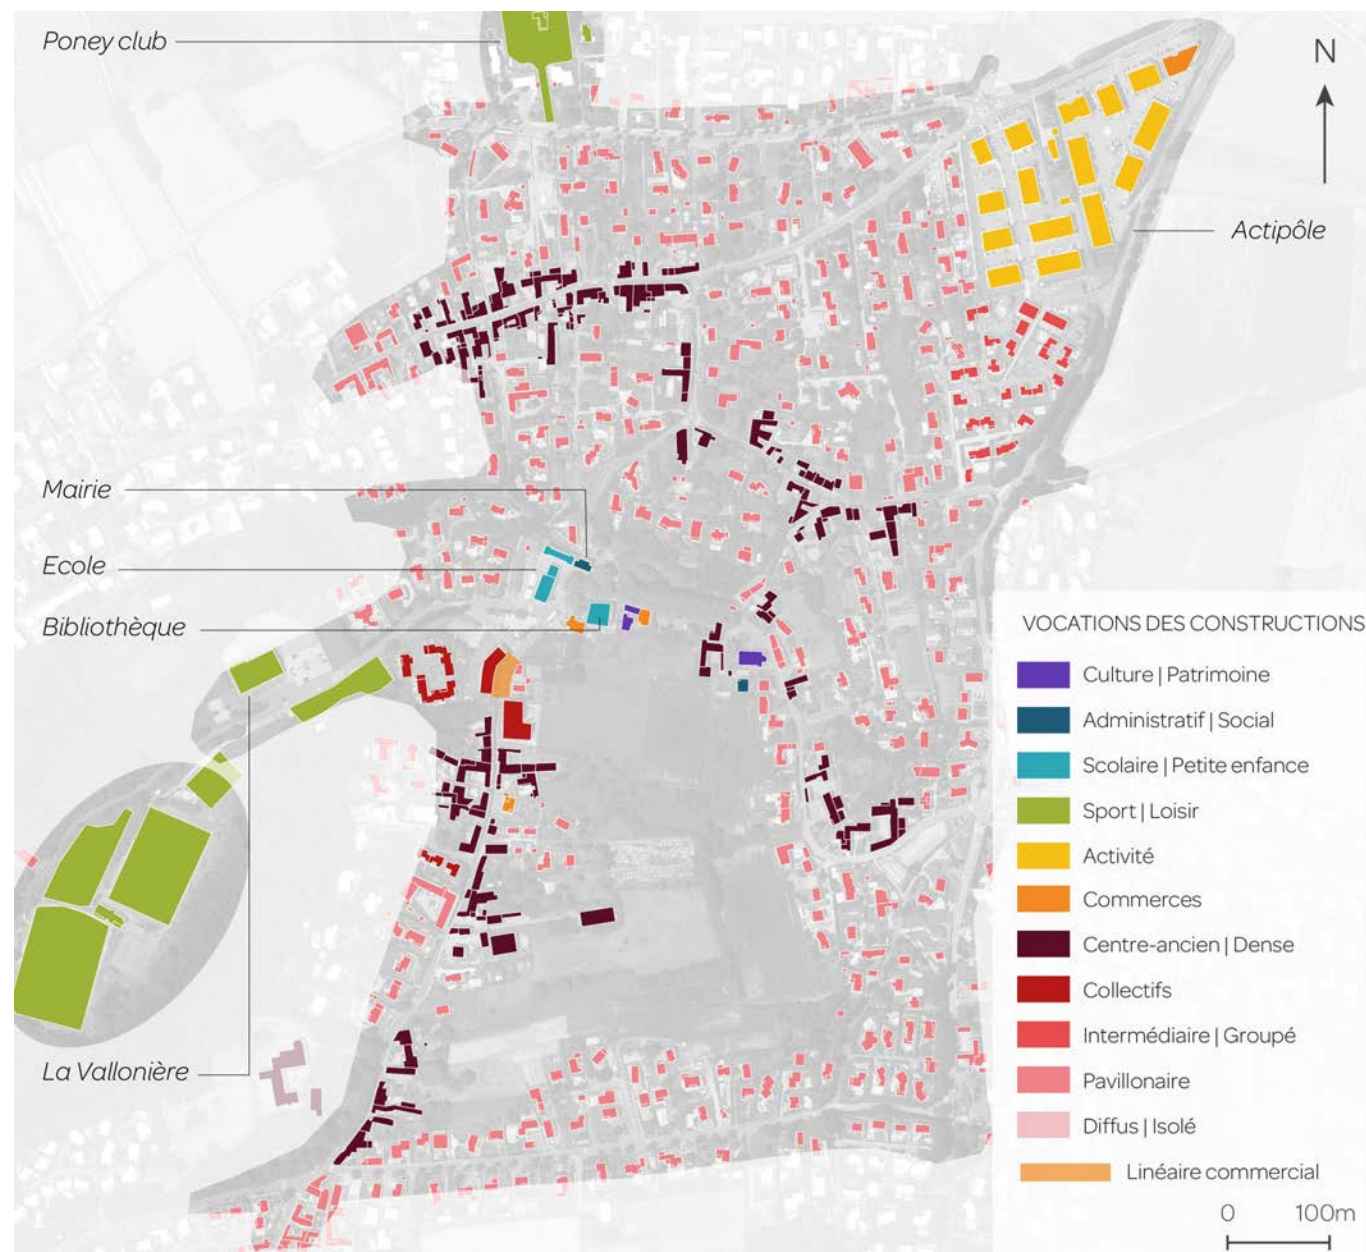 Poney club
N
Actipôle
Mairie
Ecole
Bibliothèque
La Vallonière
VOCATIONS DES CONSTRUCTIONS
Culture | Patrimoine
Administratif | Social
Scolaire | Petite enfance
Sport | Loisir
Activité
Commerces
Centre-ancien | Dense
Collectifs
Intermédiaire | Groupé
Pavillonaire
Diffus | Isolé
Linéaire commercial
0 100m